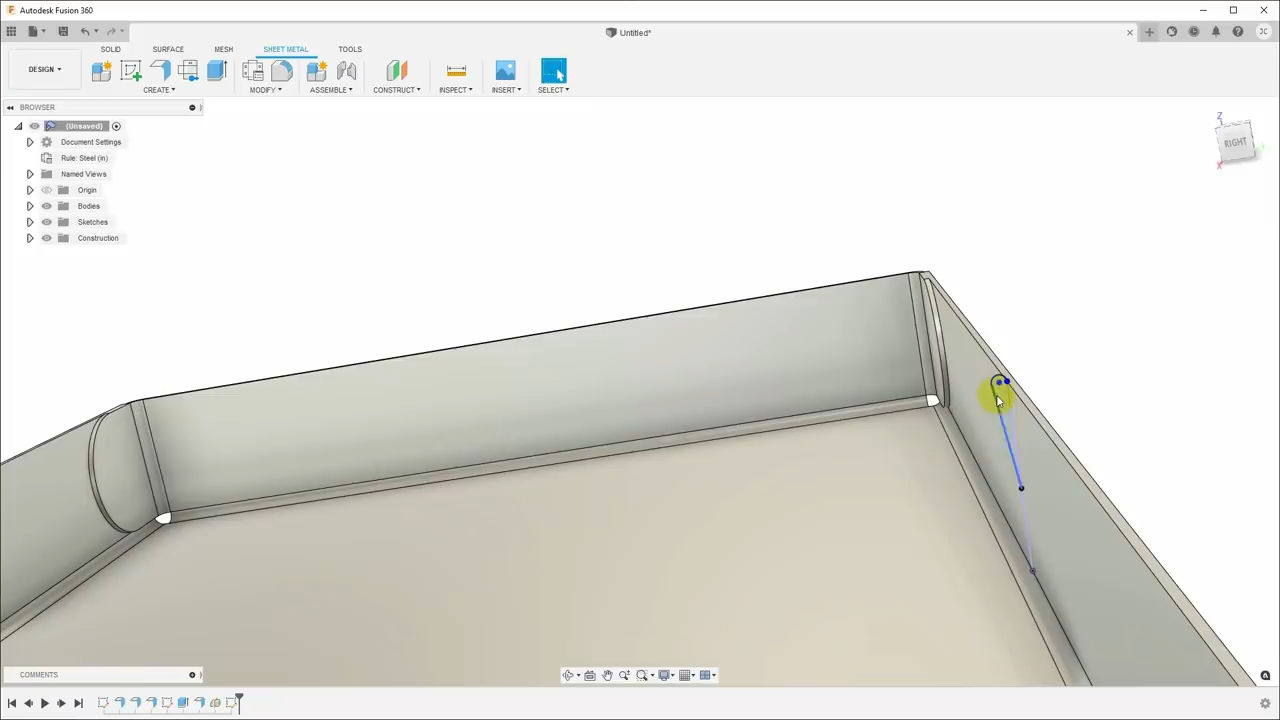 Autodesk Fusion 360
Untitled*
SOLID SURFACE MESH SHEET METAL TOOLS
DESIGN
CREATE MODIFY ASSEMBLE CONSTRUCT INSPECT INSERT SELECT
BROWSER
(Unsaved)
Document Settings
Rule: Steel (in)
Named Views
Origin
Bodies
Sketches
Construction
Z
RIGHT
X
COMMENTS